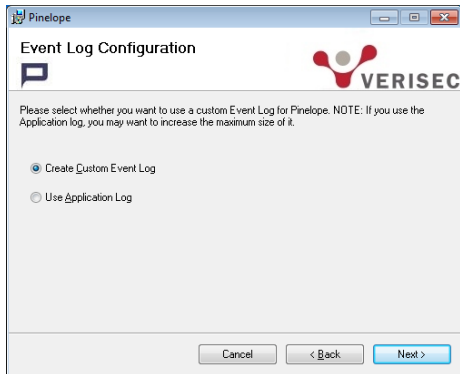 Pinelope
Event Log Configuration
VERISEC
Please select whether you want to use a custom Event Log for Pinelope. NOTE: If you use the
Application log, you may want to increase the maximum size of it.
Create Custom Event Log
Use Application Log
Cancel
< Back
Next >